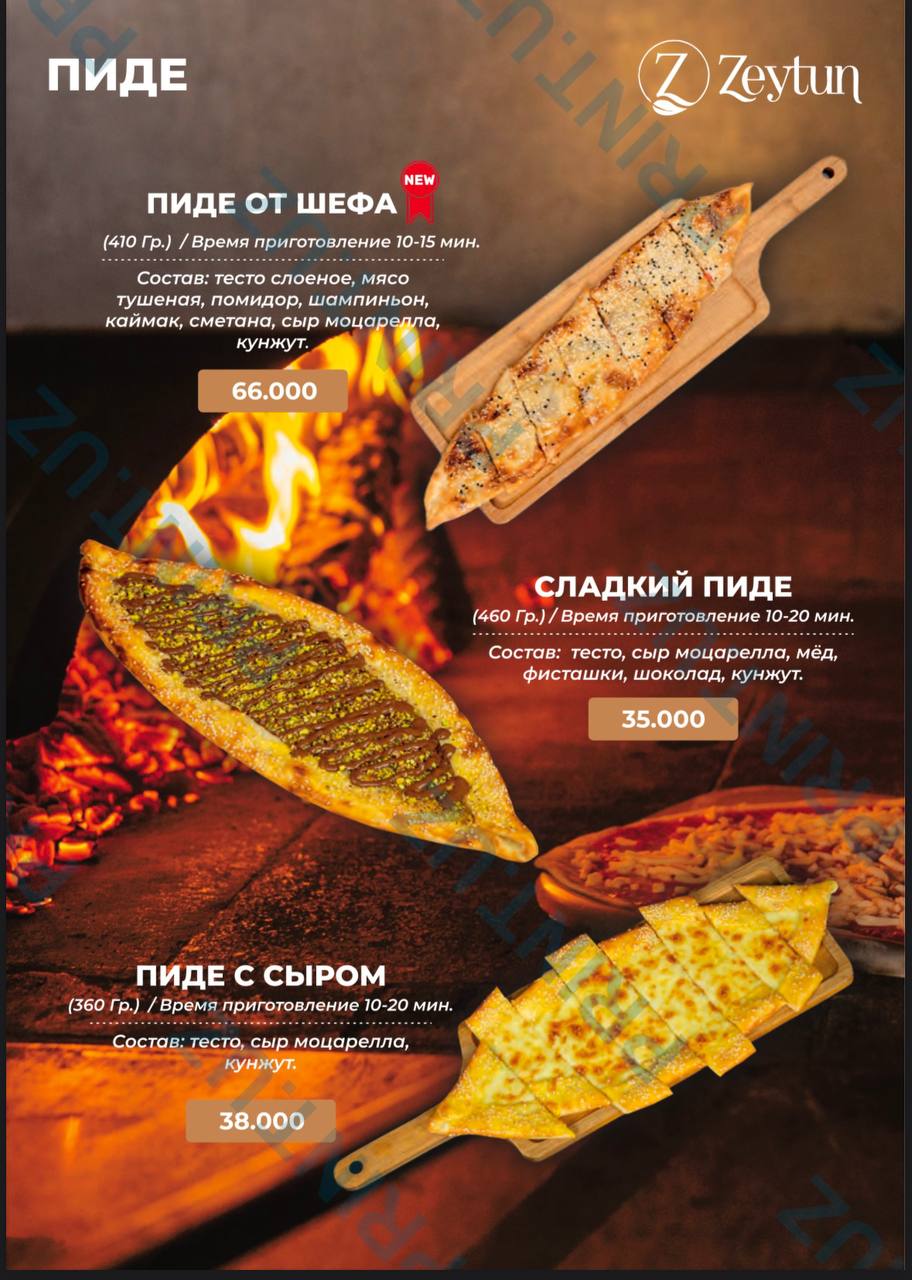 ПИДЕ
Zeytun
NEW
ПИДЕ ОТ ШЕФА
(410 Гр.) / Время приготовление 10-15 мин.
Состав: тесто слоеное, мясо
тушеная, помидор, шампиньон,
каймак, сметана, сыр моцарелла,
кунжут.
66.000
СЛАДКИЙ ПИДЕ
(460 Гр.) / Время приготовление 10-20 мин.
Состав: тесто, сыр моцарелла, мёд,
фисташки, шоколад, кунжут.
35.000
ПИДЕ С СЫРОМ
(360 Гр.) / Время приготовление 10-20 мин.
Состав: тесто, сыр моцарелла,
кунжут.
38.000